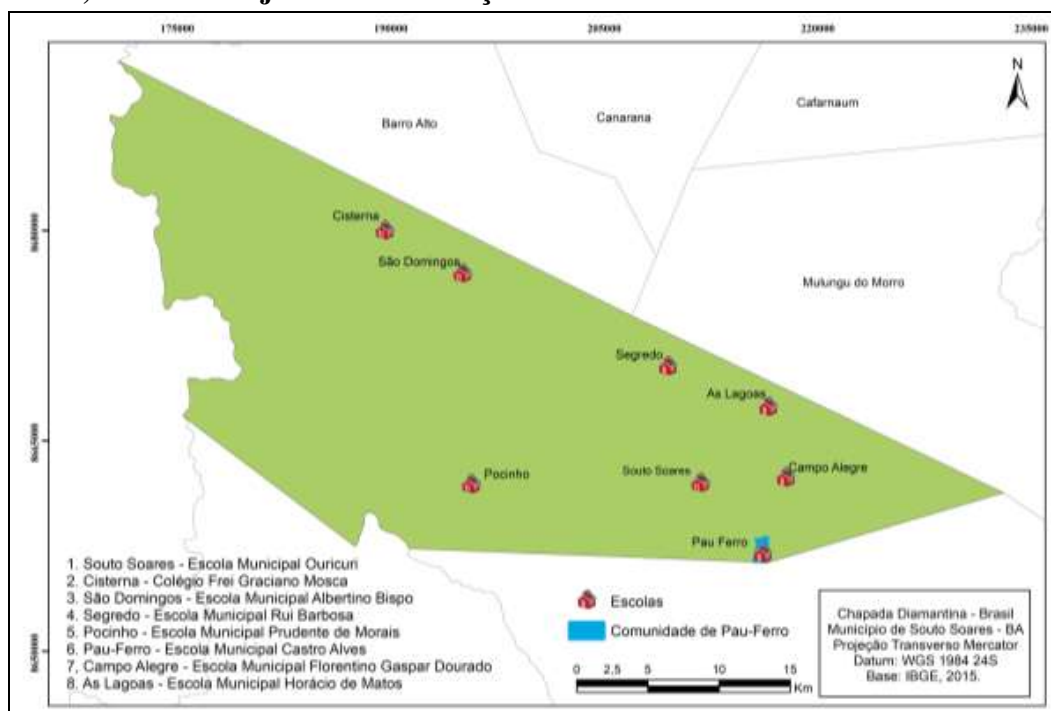 175000 190000 205000 220000 235000
N
Cafarnaum
Canarana
Barro Alto
Cisterna
8680000
São Domingos
Mulungu do Morro
Segredo
As Lagoas
8665000
Pocinho
Souto Soares
Campo Alegre
Pau Ferro
1. Souto Soares - Escola Municipal Ouricuri
2. Cisterna - Colégio Frei Graciano Mosca
3. São Domingos - Escola Municipal Albertino Bispo
4. Segredo - Escola Municipal Rui Barbosa
5. Pocinho - Escola Municipal Prudente de Morais
6. Pau-Ferro - Escola Municipal Castro Alves
7. Campo Alegre - Escola Municipal Florentino Gaspar Dourado
8. As Lagoas - Escola Municipal Horácio de Matos
8650000
Escolas
Comunidade de Pau-Ferro
0 2,5 5 10 15
Km
Chapada Diamantina - Brasil
Município de Souto Soares - BA
Projeção Transverso Mercator
Datum: WGS 1984 24S
Base: IBGE, 2015.